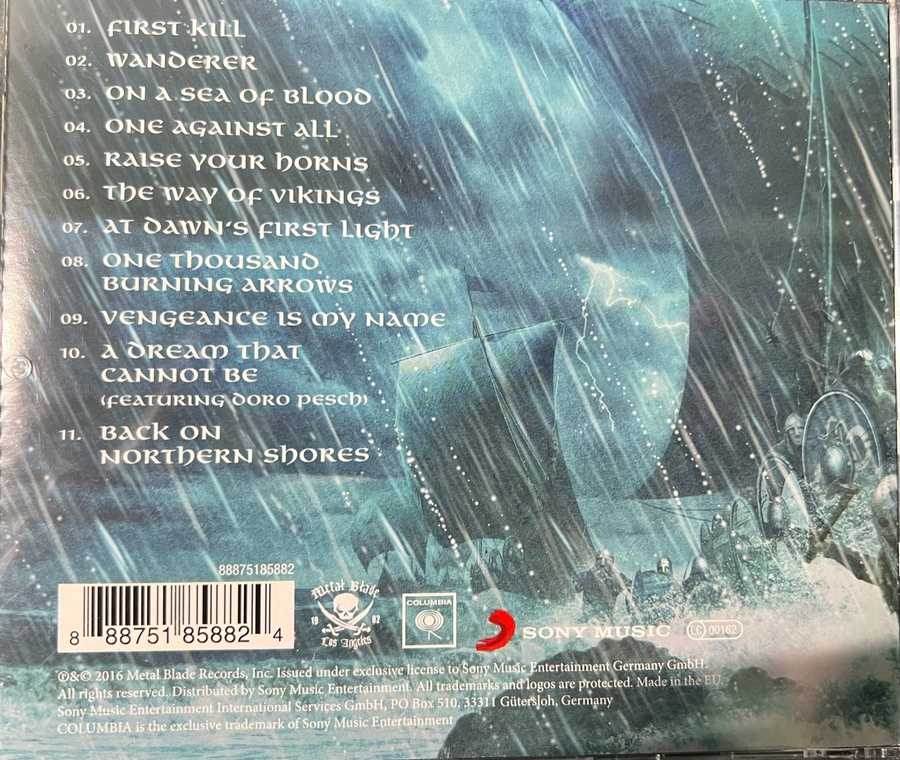 01. FIRST KILL
02. WANDERER
03. ON A SEA OF BLOOD
04. ONE AGAINST ALL
05. RAISE YOUR HORNS
06. THE WAY OF VIKINGS
07. AT DAWN'S FIRST LIGHT
08. ONE THOUSAND
BURNING ARROWS
09. VENGEANCE IS MY NAME
10. A DREAM THAT
CANNOT BE
(FEATURING DORO PESCH)
11. BACK ON
NORTHERN SHORES
88875185882
8 88751 85882 4
Metal Blade
19 82
Los Angeles
COLUMBIA
SONY MUSIC
LC 00162
℗&© 2016 Metal Blade Records, Inc. Issued under exclusive license to Sony Music Entertainment Germany GmbH.
All rights reserved. Distributed by Sony Music Entertainment. All trademarks and logos are protected. Made in the EU.
Sony Music Entertainment International Services GmbH, PO Box 510, 33311 Gütersloh, Germany
COLUMBIA is the exclusive trademark of Sony Music Entertainment